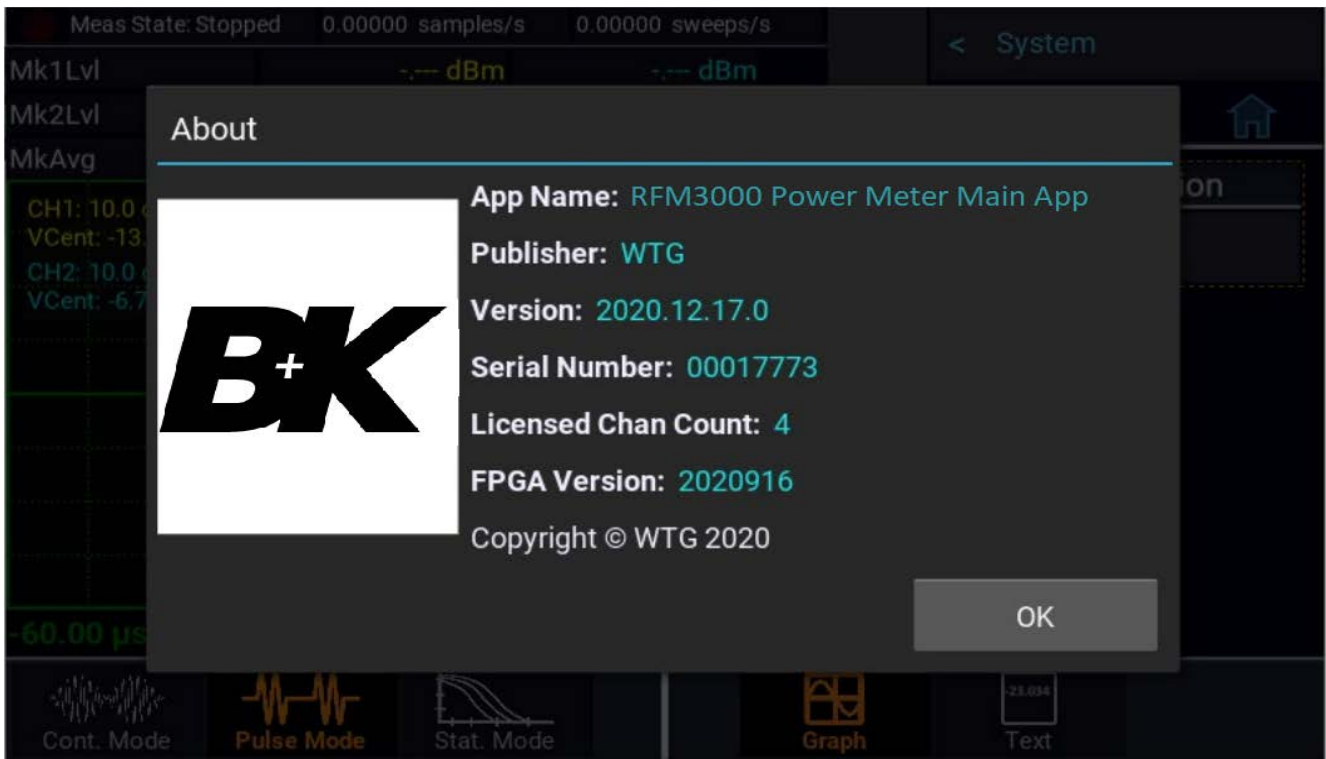 Meas State: Stopped 0.00000 samples/s 0.00000 sweeps/s
< System
Mk1Lvl -.--- dBm -.--- dBm
Mk2Lvl
MkAvg
About
CH1: 10.0
VCent: -13.
CH2: 10.0
VCent: -6.7
ion
B+K
App Name: RFM3000 Power Meter Main App
Publisher: WTG
Version: 2020.12.17.0
Serial Number: 00017773
Licensed Chan Count: 4
FPGA Version: 2020916
Copyright © WTG 2020
OK
-60.00 µs
-23.034
Cont. Mode Pulse Mode Stat. Mode Graph Text